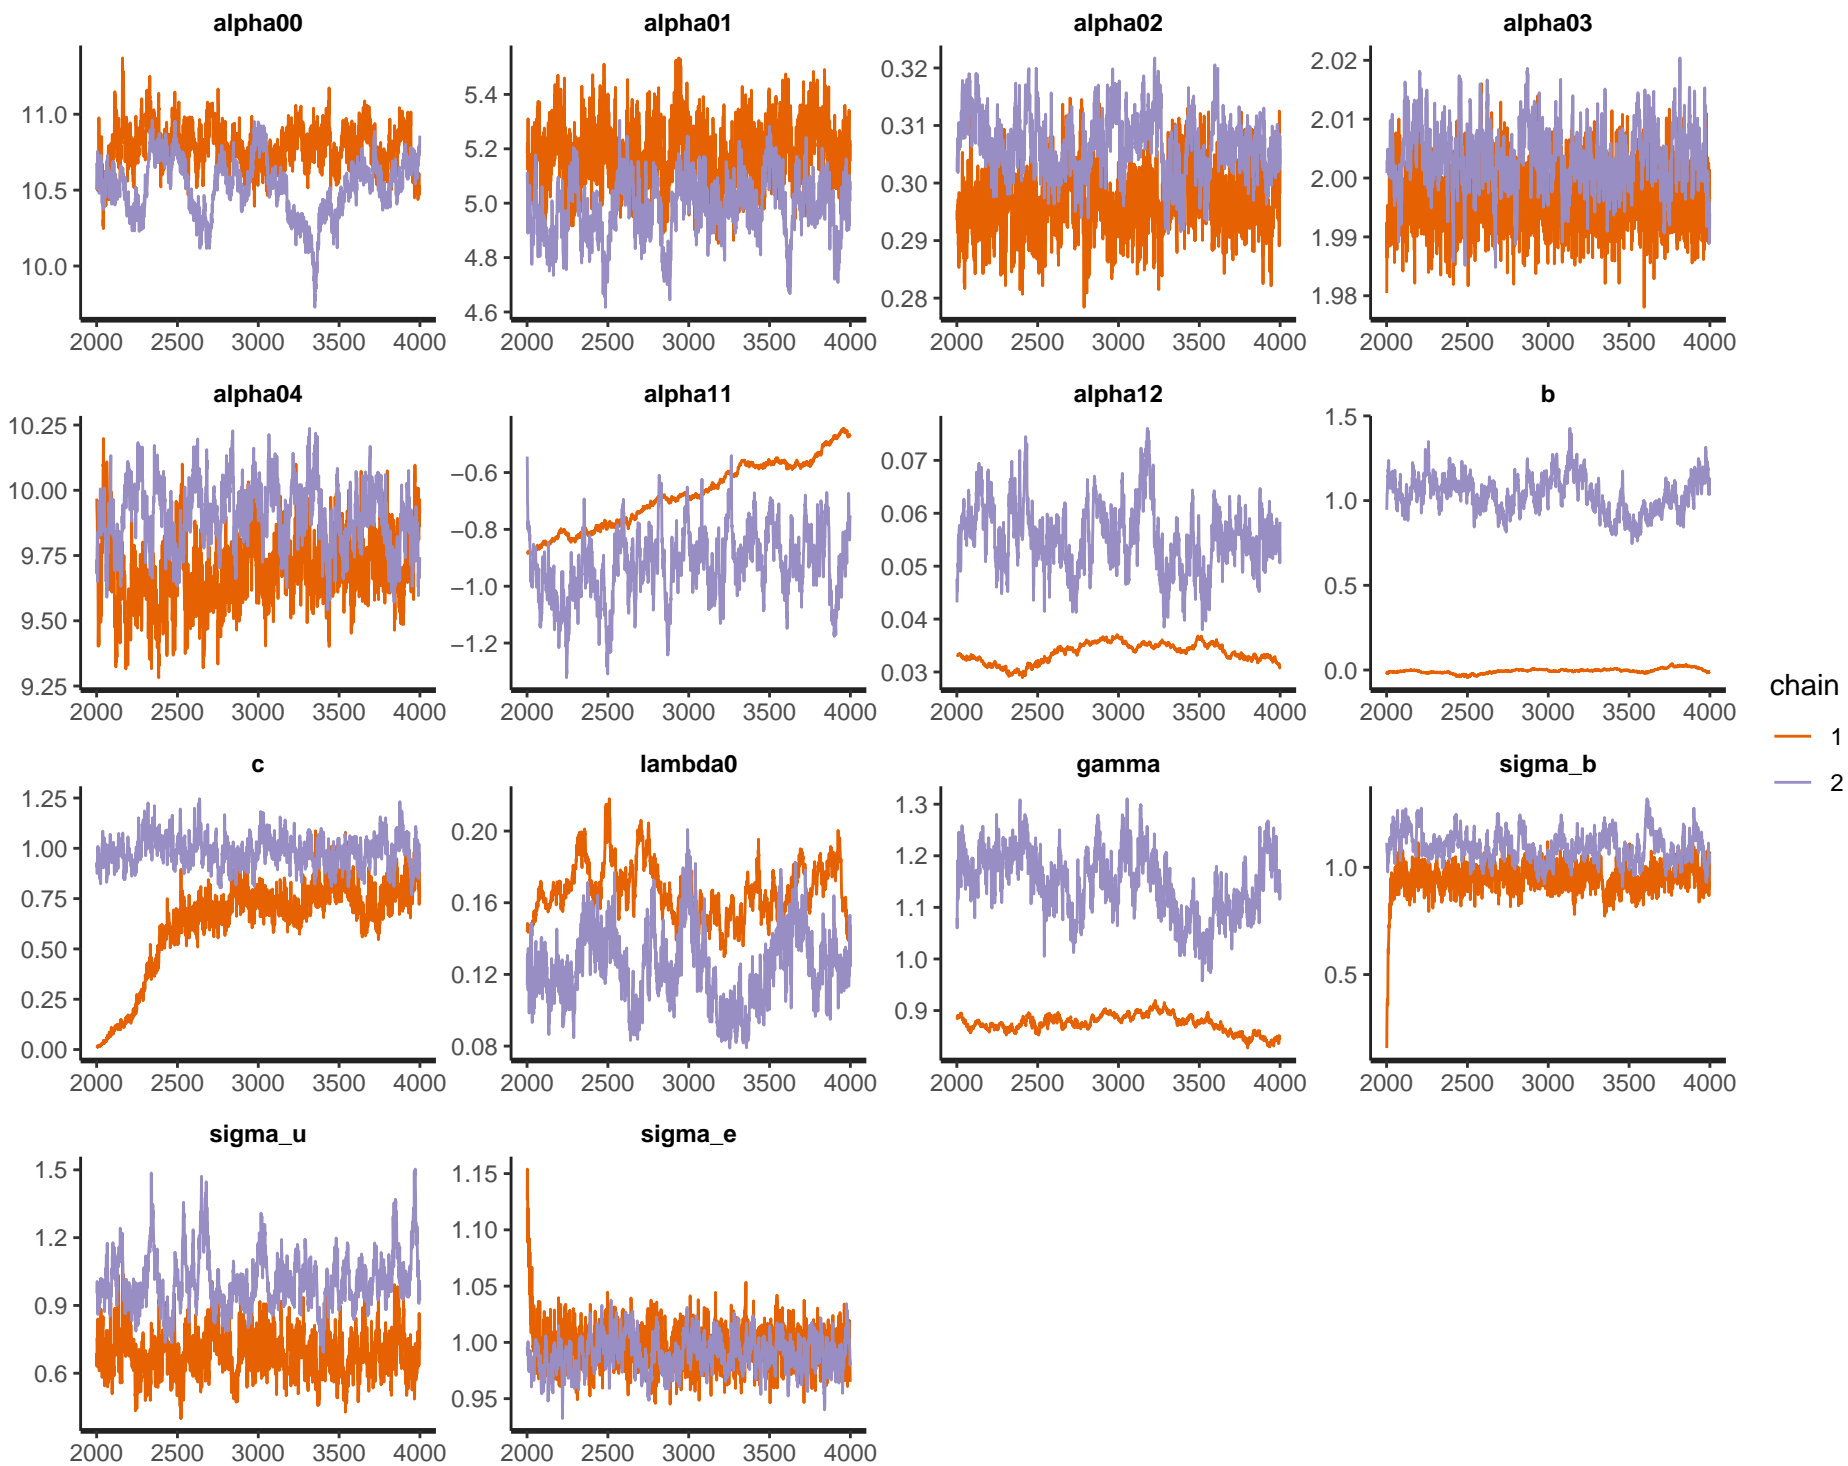 alpha00 alpha01 alpha02 alpha03
11.0 10.5 10.0
5.4 5.2 5.0 4.8 4.6
0.32 0.31 0.30 0.29 0.28
2.02 2.01 2.00 1.99 1.98
2000 2500 3000 3500 4000 2000 2500 3000 3500 4000 2000 2500 3000 3500 4000 2000 2500 3000 3500 4000
alpha04 alpha11 alpha12 b
10.25 10.00 9.75 9.50 9.25
−0.6 −0.8 −1.0 −1.2
0.07 0.06 0.05 0.04 0.03
1.5 1.0 0.5 0.0
2000 2500 3000 3500 4000 2000 2500 3000 3500 4000 2000 2500 3000 3500 4000 2000 2500 3000 3500 4000
c lambda0 gamma sigma_b
1.25 1.00 0.75 0.50 0.25 0.00
0.20 0.16 0.12 0.08
1.3 1.2 1.1 1.0 0.9
1.0 0.5
2000 2500 3000 3500 4000 2000 2500 3000 3500 4000 2000 2500 3000 3500 4000 2000 2500 3000 3500 4000
sigma_u sigma_e
1.5 1.2 0.9 0.6
1.15 1.10 1.05 1.00 0.95
2000 2500 3000 3500 4000 2000 2500 3000 3500 4000
chain
1
2